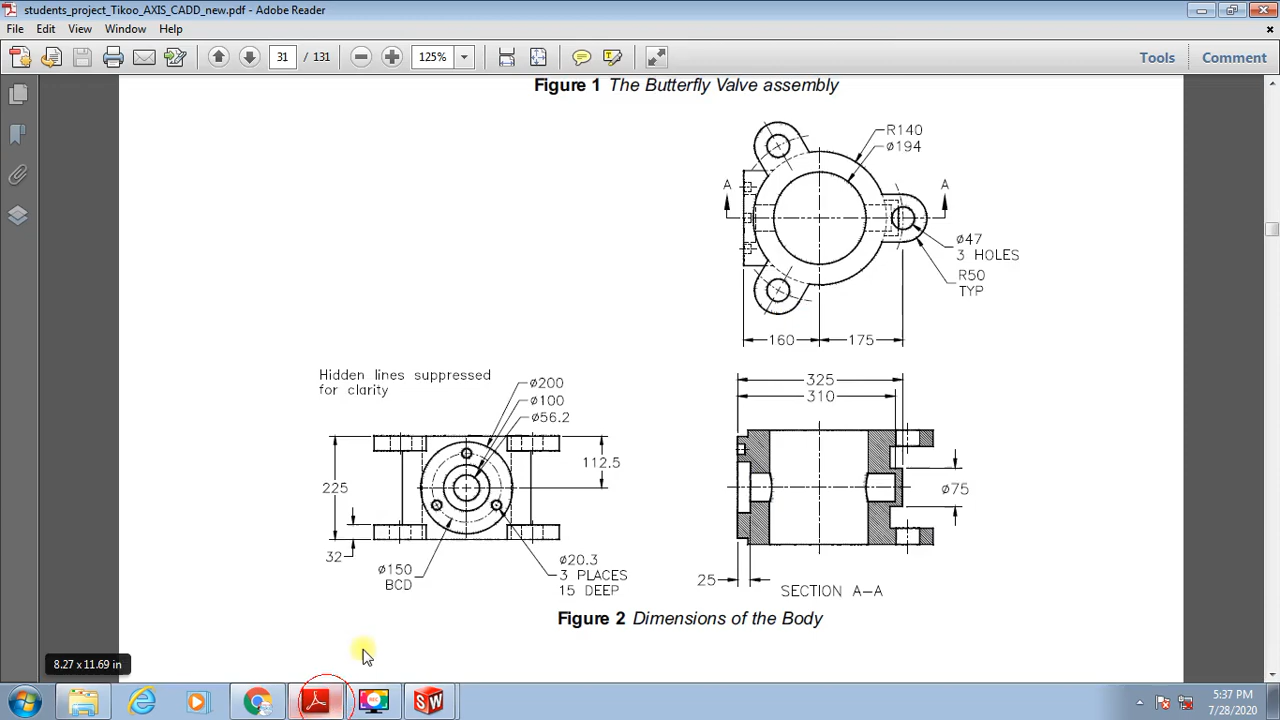 students_project_Tikoo_AXIS_CADD_new.pdf - Adobe Reader
File Edit View Window Help
31 / 131 125% Tools Comment
Figure 1 The Butterfly Valve assembly
R140
ø194
A A
ø47
3 HOLES
R50
TYP
160 175
Hidden lines suppressed
for clarity
ø200
ø100
ø56.2
112.5
225
32
ø150
BCD
ø20.3
3 PLACES
15 DEEP
325
310
ø75
25
SECTION A-A
Figure 2 Dimensions of the Body
8.27 x 11.69 in
REC
SW
5:37 PM
7/28/2020